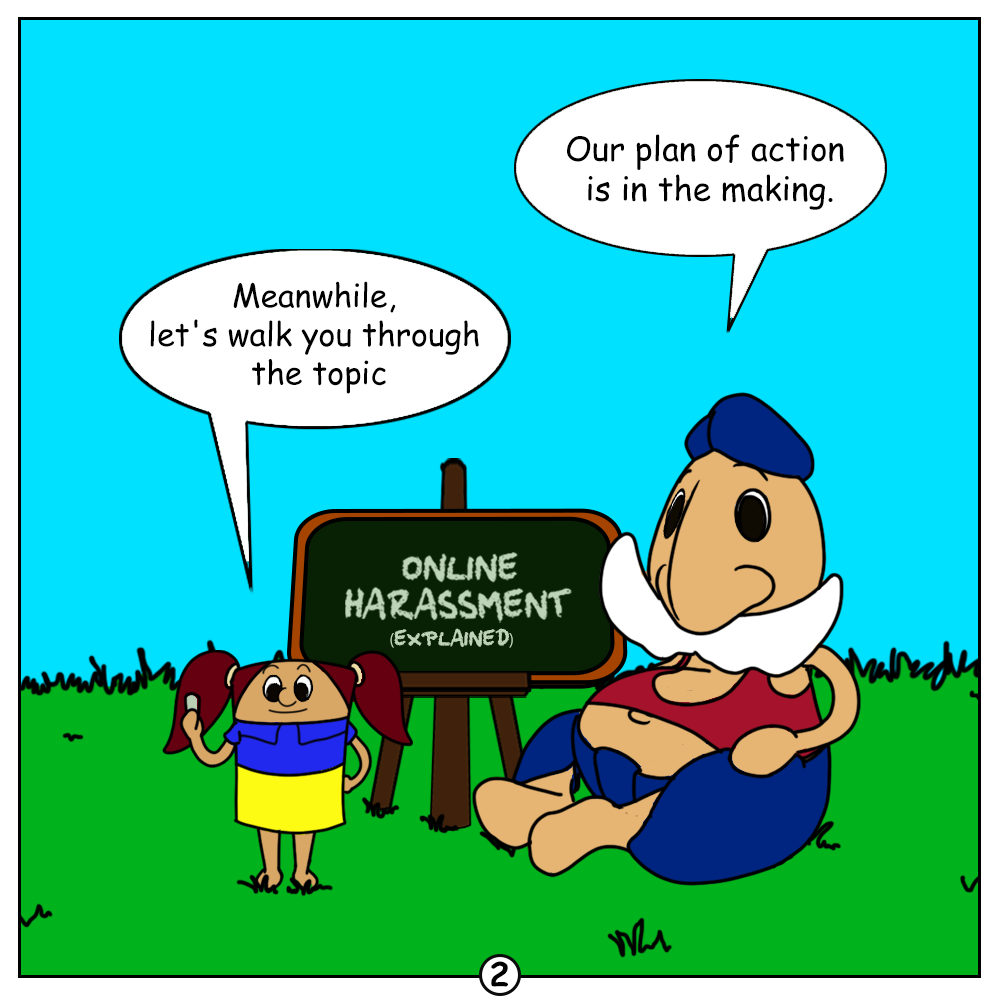 Our plan of action
is in the making.
Meanwhile,
let's walk you through
the topic
ONLINE
HARASSMENT
(EXPLAINED)
2